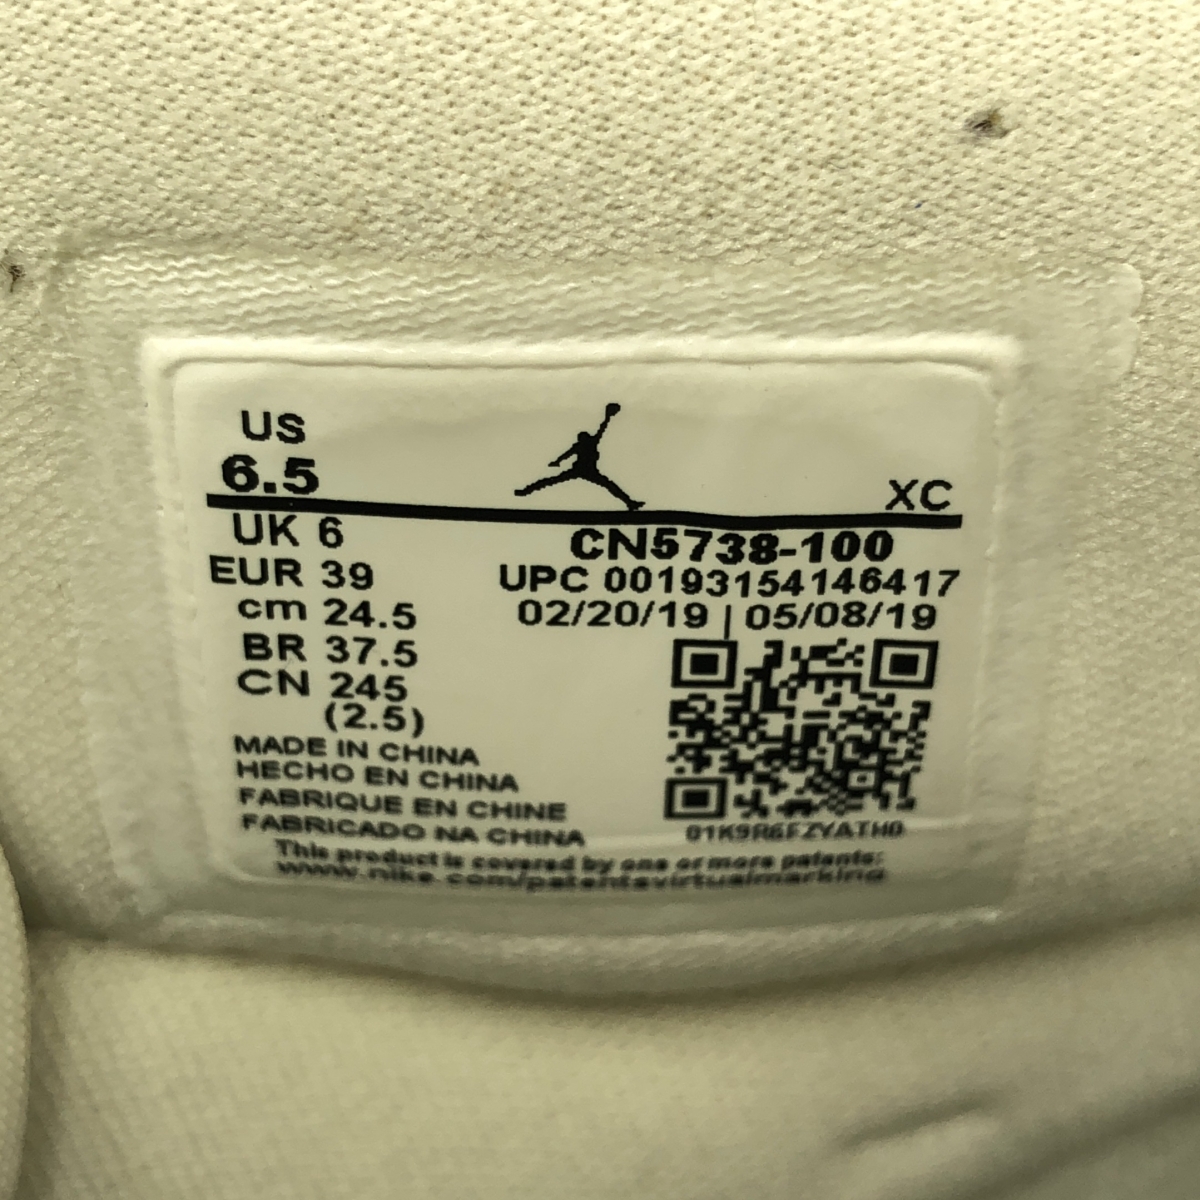 US
6.5
XC
UK 6
CN5738-100
EUR 39
UPC 00193154146417
cm 24.5
02/20/19 | 05/08/19
BR 37.5
CN 245
(2.5)
MADE IN CHINA
HECHO EN CHINA
FABRIQUE EN CHINE
FABRICADO NA CHINA
01K9R6FZYATH0
This product is covered by one or more patents:
www.nike.com/patentsvirtualmarking